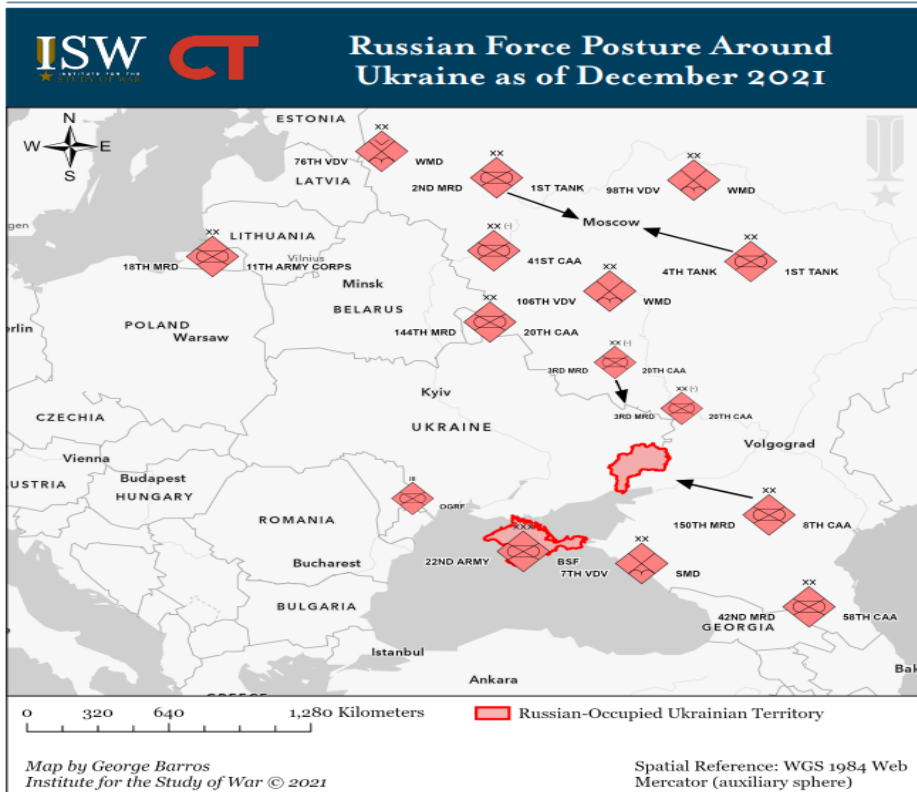 ISW
INSTITUTE FOR THE
STUDY OF WAR
CT
Russian Force Posture Around
Ukraine as of December 2021
N
W E
S
ESTONIA
XX
76TH VDV WMD
LATVIA
XX
2ND MRD 1ST TANK
XX
98TH VDV WMD
Moscow
LITHUANIA
Vilnius
XX
18TH MRD 11TH ARMY CORPS
XX (-)
41ST CAA
XX
4TH TANK 1ST TANK
Minsk
BELARUS
XX
106TH VDV WMD
POLAND
Warsaw
erlin
XX
144TH MRD 20TH CAA
XX (-)
3RD MRD 20TH CAA
Kyiv
XX (-)
3RD MRD 20TH CAA
CZECHIA
UKRAINE
Volgograd
Vienna
USTRIA
Budapest
HUNGARY
III
OGRF
XX
150TH MRD 8TH CAA
ROMANIA
XXX
22ND ARMY BSF
XX
7TH VDV SMD
Bucharest
XX
42ND MRD 58TH CAA
BULGARIA
GEORGIA
Istanbul
Bak
Ankara
GREECE
0 320 640 1,280 Kilometers
Russian-Occupied Ukrainian Territory
Map by George Barros
Institute for the Study of War © 2021
Spatial Reference: WGS 1984 Web
Mercator (auxiliary sphere)